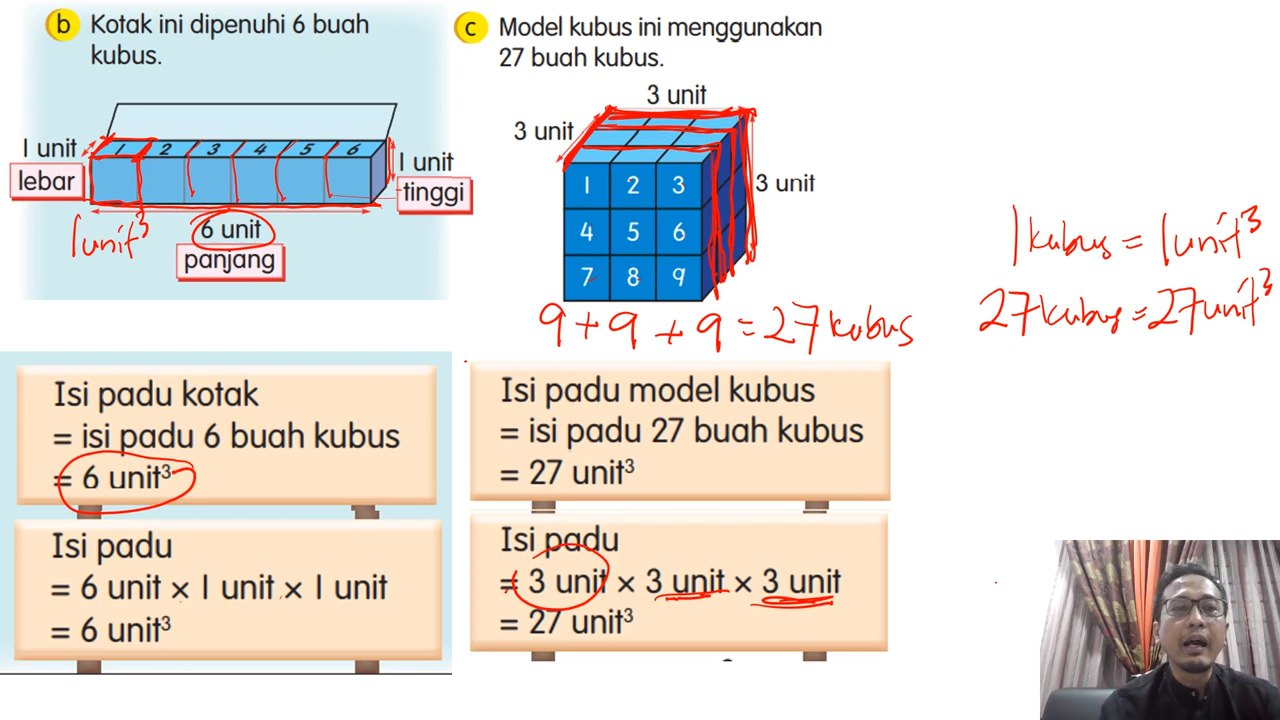 b Kotak ini dipenuhi 6 buah
kubus.
1 2 3 4 5 6
1 unit
lebar
1 unit
tinggi
1unit³
6 unit
panjang
c Model kubus ini menggunakan
27 buah kubus.
3 unit
3 unit
3 unit
1 2 3
4 5 6
7 8 9
9 + 9 + 9 = 27 kubus
1 kubus = 1 unit³
27 kubus = 27 unit³
Isi padu kotak
= isi padu 6 buah kubus
= 6 unit³
Isi padu
= 6 unit × 1 unit × 1 unit
= 6 unit³
Isi padu model kubus
= isi padu 27 buah kubus
= 27 unit³
Isi padu
= 3 unit × 3 unit × 3 unit
= 27 unit³